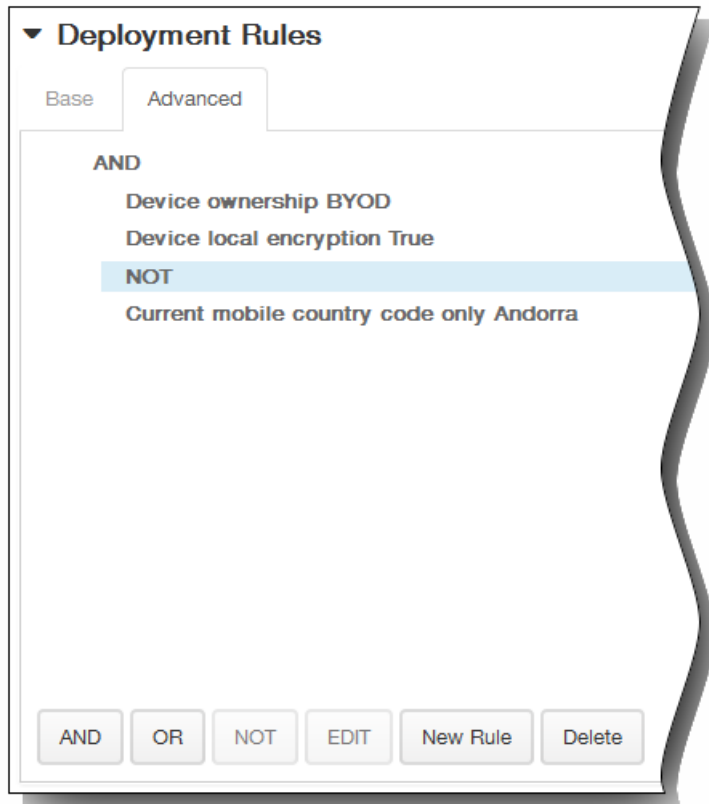 Deployment Rules
Base Advanced
AND
Device ownership BYOD
Device local encryption True
NOT
Current mobile country code only Andorra
AND OR NOT EDIT New Rule Delete